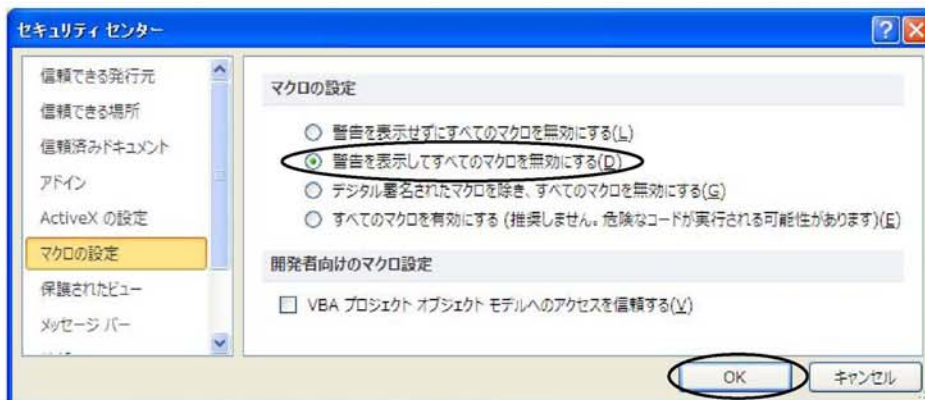 セキュリティ センター
信頼できる発行元
信頼できる場所
信頼済みドキュメント
アドイン
ActiveX の設定
マクロの設定
保護されたビュー
メッセージ バー
マクロの設定
警告を表示せずにすべてのマクロを無効にする(L)
警告を表示してすべてのマクロを無効にする(D)
デジタル署名されたマクロを除き、すべてのマクロを無効にする(G)
すべてのマクロを有効にする (推奨しません。危険なコードが実行される可能性があります)(E)
開発者向けのマクロ設定
VBA プロジェクト オブジェクト モデルへのアクセスを信頼する(V)
OK
キャンセル